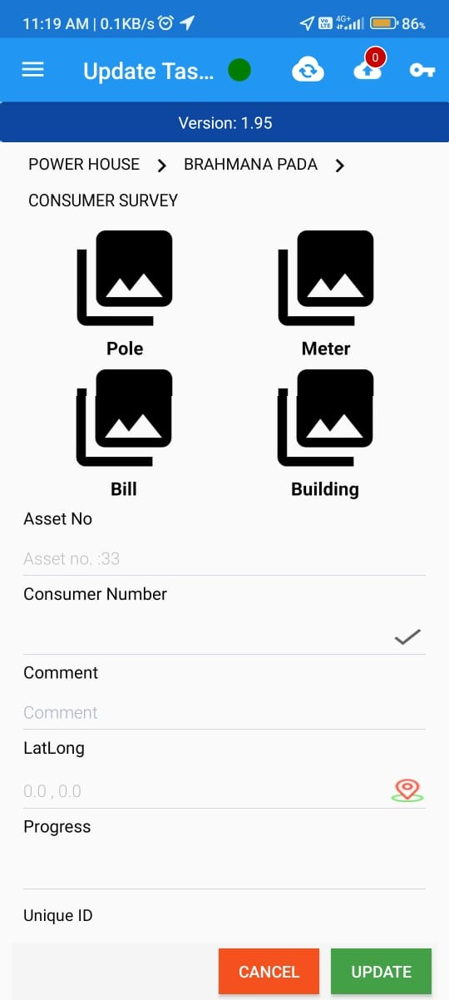 11:19 AM | 0.1KB/s
Vo LTE 4G+ 86%
Update Tas... 0
Version: 1.95
POWER HOUSE > BRAHMANA PADA >
CONSUMER SURVEY
Pole Meter
Bill Building
Asset No
Asset no. :33
Consumer Number
Comment
Comment
LatLong
0.0 , 0.0
Progress
Unique ID
CANCEL UPDATE